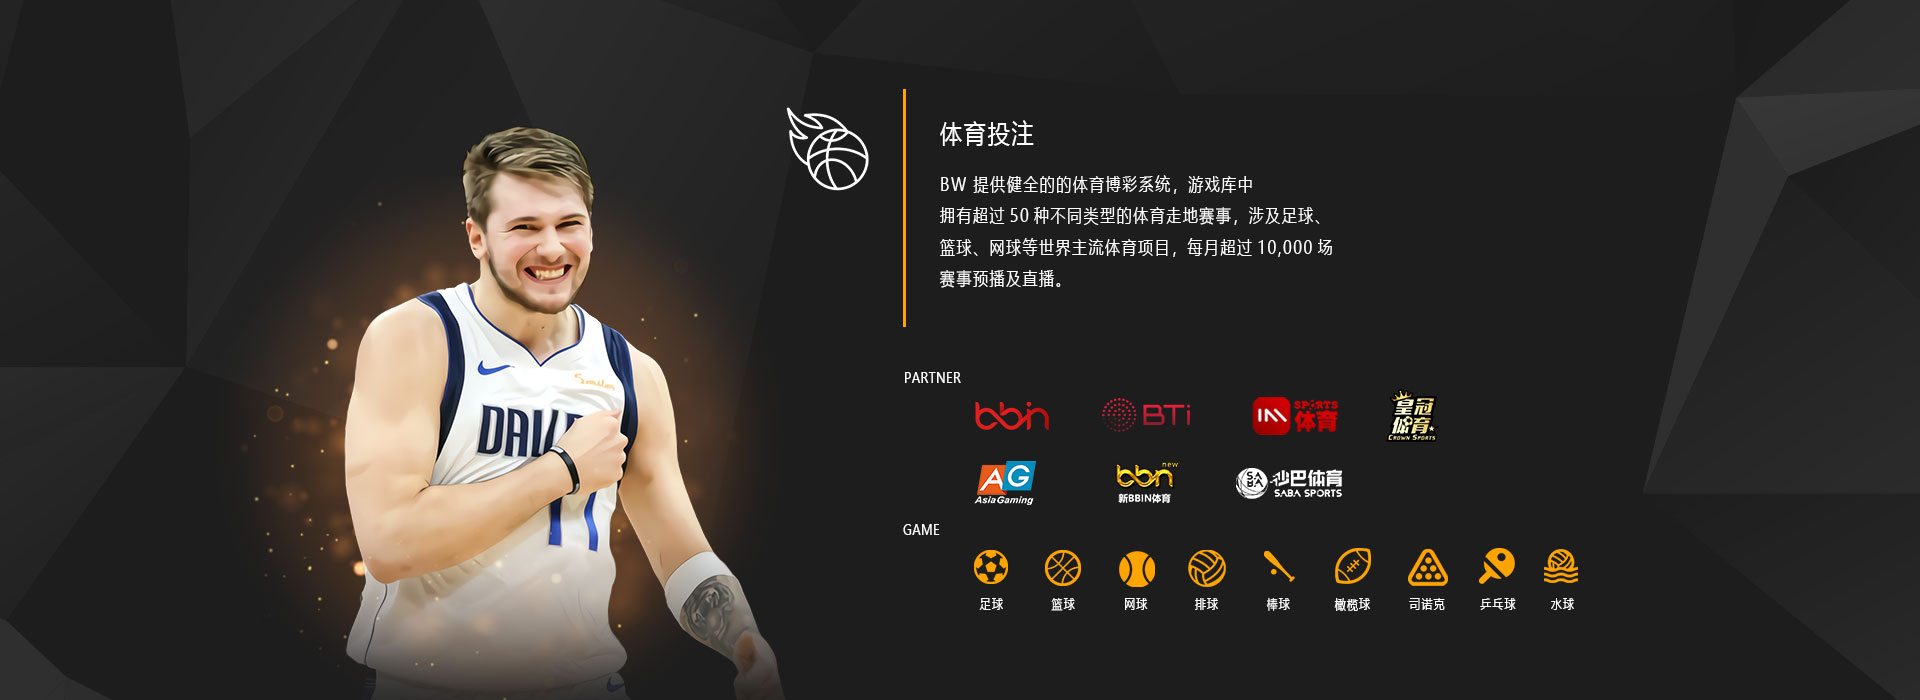 体育投注
BW 提供健全的的体育博彩系统，游戏库中
拥有超过 50 种不同类型的体育走地赛事，涉及足球、
篮球、网球等世界主流体育项目，每月超过 10,000 场
赛事预播及直播。
PARTNER
bbin
BTi
IM SPORTS
体育
皇冠
体育
CROWN SPORTS
AG
Asia Gaming
bbn new
新BBIN体育
SABA
沙巴体育
SABA SPORTS
GAME
足球 篮球 网球 排球 棒球 橄榄球 司诺克 乒乓球 水球